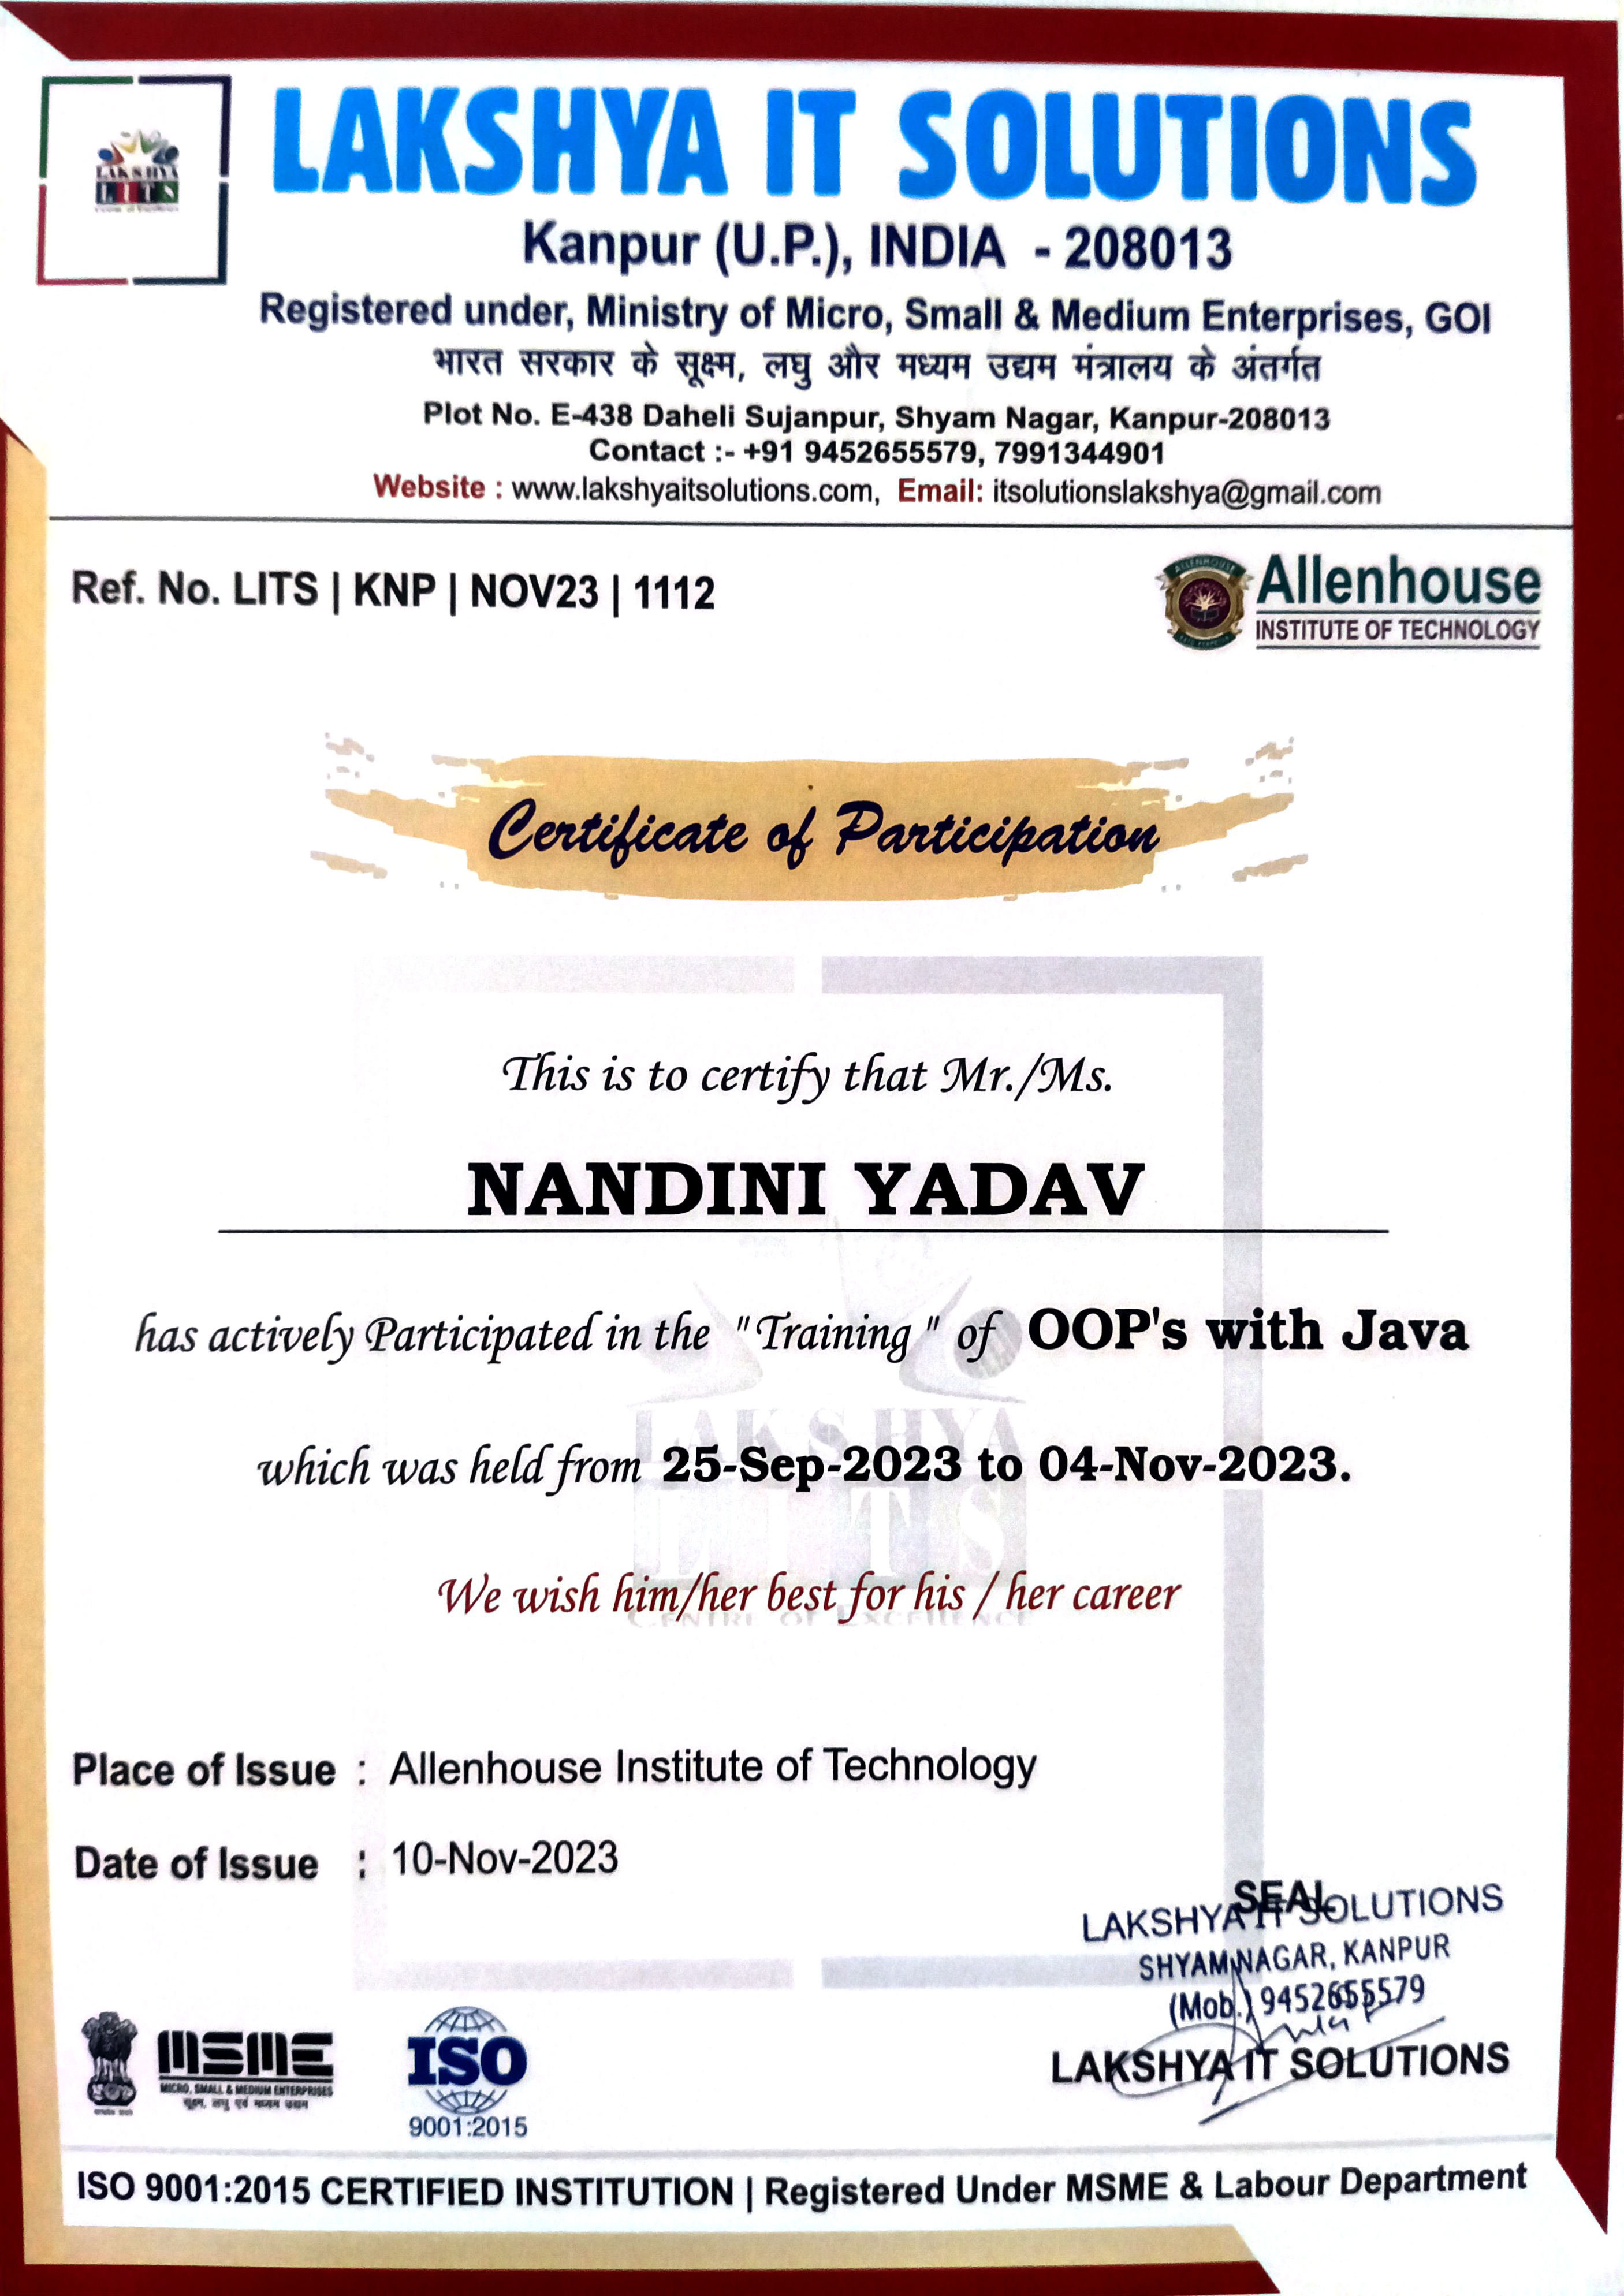 LAKSHYA IT SOLUTIONS
LAKSHYA
LITS
Kanpur (U.P.), INDIA - 208013
Registered under, Ministry of Micro, Small & Medium Enterprises, GOI
भारत सरकार के सूक्ष्म, लघु और मध्यम उद्यम मंत्रालय के अंतर्गत
Plot No. E-438 Daheli Sujanpur, Shyam Nagar, Kanpur-208013
Contact :- +91 9452655579, 7991344901
Website : www.lakshyaitsolutions.com, Email: itsolutionslakshya@gmail.com
Ref. No. LITS | KNP | NOV23 | 1112
ALLENHOUSE
Allenhouse
INSTITUTE OF TECHNOLOGY
Certificate of Participation
This is to certify that Mr./Ms.
NANDINI YADAV
has actively Participated in the "Training" of OOP's with Java
LAKSHYA
which was held from 25-Sep-2023 to 04-Nov-2023.
LITS
We wish him/her best for his / her career
CENTRE OF EXCELLENCE
Place of Issue : Allenhouse Institute of Technology
Date of Issue : 10-Nov-2023
SEAL
LAKSHYA IT SOLUTIONS
SHYAM NAGAR, KANPUR
(Mob.) 9452655579
LAKSHYA IT SOLUTIONS
MSME
MICRO, SMALL & MEDIUM ENTERPRISES
सूक्ष्म, लघु एवं मध्यम उद्यम
ISO
9001:2015
ISO 9001:2015 CERTIFIED INSTITUTION | Registered Under MSME & Labour Department